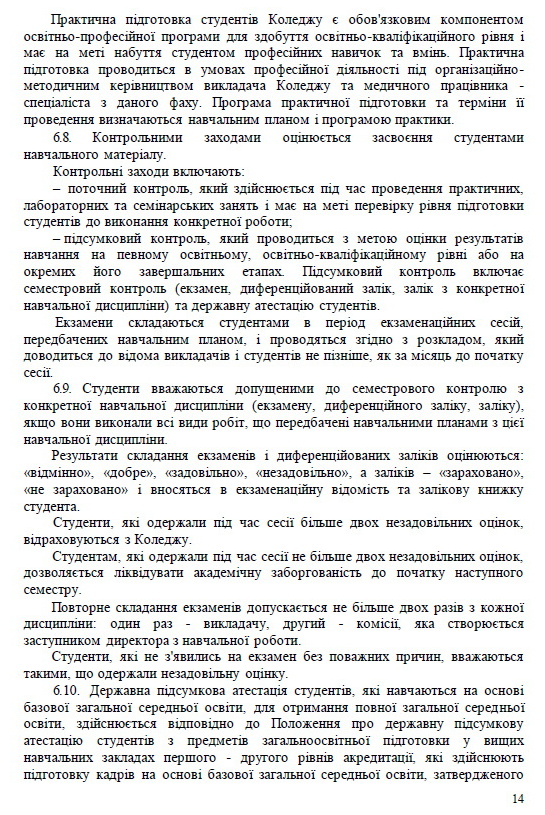 Практична підготовка студентів Коледжу є обов'язковим компонентом
освітньо-професійної програми для здобуття освітньо-кваліфікаційного рівня і
має на меті набуття студентом професійних навичок та вмінь. Практична
підготовка проводиться в умовах професійної діяльності під організаційно-
методичним керівництвом викладача Коледжу та медичного працівника -
спеціаліста з даного фаху. Програма практичної підготовки та терміни її
проведення визначаються навчальним планом і програмою практики.
6.8. Контрольними заходами оцінюється засвоєння студентами
навчального матеріалу.
Контрольні заходи включають:
– поточний контроль, який здійснюється під час проведення практичних,
лабораторних та семінарських занять і має на меті перевірку рівня підготовки
студентів до виконання конкретної роботи;
– підсумковий контроль, який проводиться з метою оцінки результатів
навчання на певному освітньому, освітньо-кваліфікаційному рівні або на
окремих його завершальних етапах. Підсумковий контроль включає
семестровий контроль (екзамен, диференційований залік, залік з конкретної
навчальної дисципліни) та державну атестацію студентів.
Екзамени складаються студентами в період екзаменаційних сесій,
передбачених навчальним планом, і проводяться згідно з розкладом, який
доводиться до відома викладачів і студентів не пізніше, як за місяць до початку
сесії.
6.9. Студенти вважаються допущеними до семестрового контролю з
конкретної навчальної дисципліни (екзамену, диференційного заліку, заліку),
якщо вони виконали всі види робіт, що передбачені навчальними планами з цієї
навчальної дисципліни.
Результати складання екзаменів і диференційованих заліків оцінюються:
«відмінно», «добре», «задовільно», «незадовільно», а заліків – «зараховано»,
«не зараховано» і вносяться в екзаменаційну відомість та залікову книжку
студента.
Студенти, які одержали під час сесії більше двох незадовільних оцінок,
відраховуються з Коледжу.
Студентам, які одержали під час сесії не більше двох незадовільних оцінок,
дозволяється ліквідувати академічну заборгованість до початку наступного
семестру.
Повторне складання екзаменів допускається не більше двох разів з кожної
дисципліни: один раз - викладачу, другий - комісії, яка створюється
заступником директора з навчальної роботи.
Студенти, які не з'явились на екзамен без поважних причин, вважаються
такими, що одержали незадовільну оцінку.
6.10. Державна підсумкова атестація студентів, які навчаються на основі
базової загальної середньої освіти, для отримання повної загальної середньої
освіти, здійснюється відповідно до Положення про державну підсумкову
атестацію студентів з предметів загальноосвітньої підготовки у вищих
навчальних закладах першого - другого рівнів акредитації, які здійснюють
підготовку кадрів на основі базової загальної середньої освіти, затвердженого
14